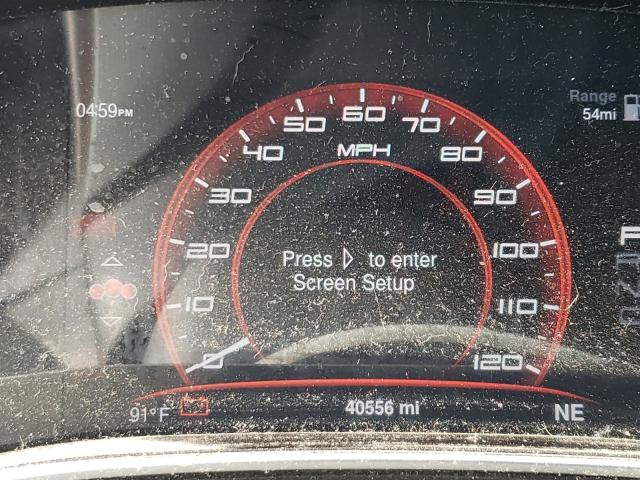 04:59PM
Range
54mi
0 10 20 30 40 50 60 70 80 90 100 110 120
MPH
Press ▷ to enter
Screen Setup
91°F 40556 mi NE